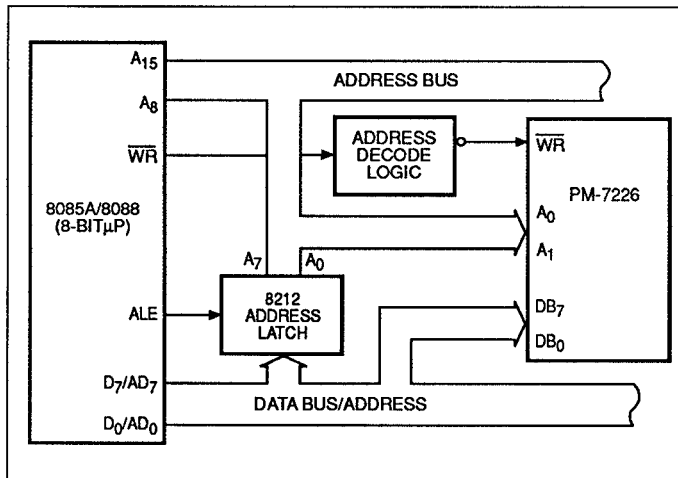 A15
ADDRESS BUS
A8
ADDRESS
DECODE
LOGIC
WR
WR
PM-7226
8085A/8088
(8-BITµP)
A0
A1
A7
A0
8212
ADDRESS
LATCH
ALE
DB7
DB0
D7/AD7
DATA BUS/ADDRESS
D0/AD0